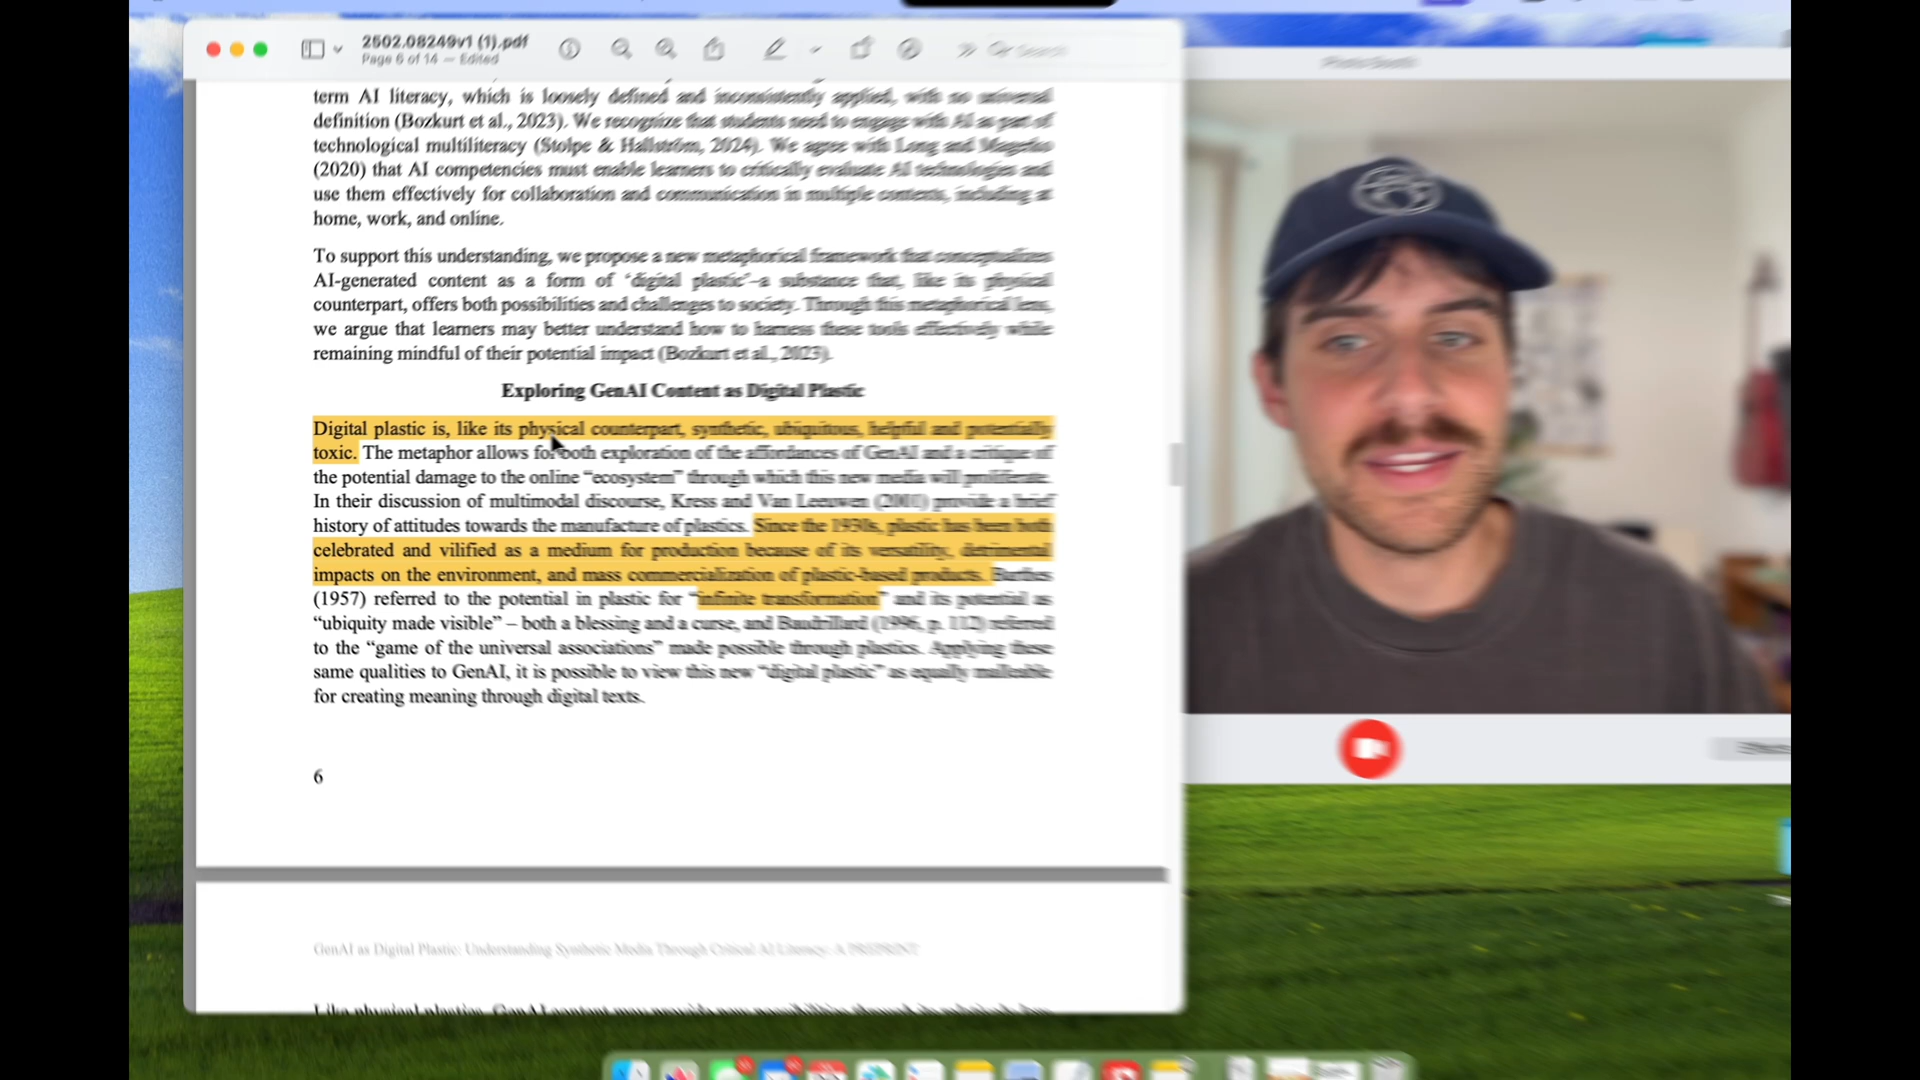 2502.08249v1 (1).pdf
Page 6 of 14 — Edited
Search
term AI literacy, which is loosely defined and inconsistently applied, with no universal
definition (Bozkurt et al., 2023). We recognize that students need to engage with AI as part of
technological multiliteracy (Stolpe & Hallström, 2024). We agree with Long and Magerko
(2020) that AI competencies must enable learners to critically evaluate AI technologies and
use them effectively for collaboration and communication in multiple contexts, including at
home, work, and online.
To support this understanding, we propose a new metaphorical framework that conceptualizes
AI-generated content as a form of 'digital plastic'–a substance that, like its physical
counterpart, offers both possibilities and challenges to society. Through this metaphorical lens,
we argue that learners may better understand how to harness these tools effectively while
remaining mindful of their potential impact (Bozkurt et al., 2023).
Exploring GenAI Content as Digital Plastic
Digital plastic is, like its physical counterpart, synthetic, ubiquitous, helpful and potentially
toxic. The metaphor allows for both exploration of the affordances of GenAI and a critique of
the potential damage to the online “ecosystem” through which this new media will proliferate.
In their discussion of multimodal discourse, Kress and Van Leeuwen (2001) provide a brief
history of attitudes towards the manufacture of plastics. Since the 1930s, plastic has been both
celebrated and vilified as a medium for production because of its versatility, detrimental
impacts on the environment, and mass commercialization of plastic-based products. Barthes
(1957) referred to the potential in plastic for “infinite transformation” and its potential as
“ubiquity made visible” – both a blessing and a curse, and Baudrillard (1996, p. 112) referred
to the “game of the universal associations” made possible through plastics. Applying these
same qualities to GenAI, it is possible to view this new “digital plastic” as equally malleable
for creating meaning through digital texts.
6
GenAI as Digital Plastic: Understanding Synthetic Media Through Critical AI Literacy: A PREPRINT
Like physical plastics, GenAI content may provide new possibilities through its